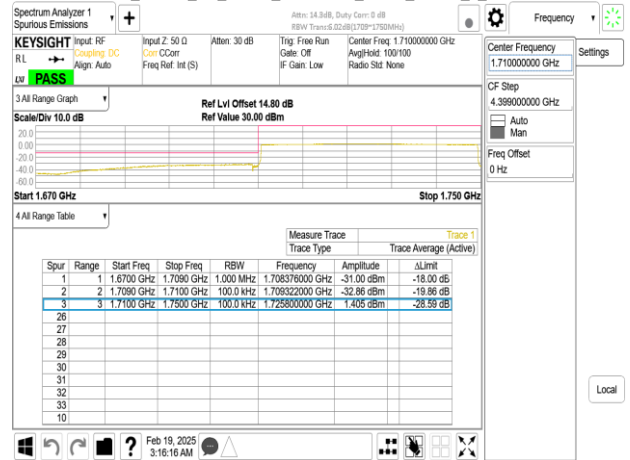 Spectrum Analyzer 1
Spurious Emissions
+
Attn: 14.3dB, Duty Corr: 0 dB
RBW Trans:6.02dB(1709~1750MHz)
Frequency
KEYSIGHT
RL
LXI
PASS
Input: RF
Coupling: DC
Align: Auto
Input Z: 50 Ω
Corr CCorr
Freq Ref: Int (S)
Atten: 30 dB
Trig: Free Run
Gate: Off
IF Gain: Low
Center Freq: 1.710000000 GHz
Avg|Hold: 100/100
Radio Std: None
Center Frequency
1.710000000 GHz
Settings
CF Step
4.399000000 GHz
Auto
Man
Freq Offset
0 Hz
3 All Range Graph
Scale/Div 10.0 dB
Ref Lvl Offset 14.80 dB
Ref Value 30.00 dBm
20.0
0.00
-20.0
-40.0
-60.0
Start 1.670 GHz
Stop 1.750 GHz
4 All Range Table
Measure Trace Trace 1
Trace Type Trace Average (Active)
Spur Range Start Freq Stop Freq RBW Frequency Amplitude ΔLimit
1 1 1.6700 GHz 1.7090 GHz 1.000 MHz 1.708376000 GHz -31.00 dBm -18.00 dB
2 2 1.7090 GHz 1.7100 GHz 100.0 kHz 1.709322000 GHz -32.86 dBm -19.86 dB
3 3 1.7100 GHz 1.7500 GHz 100.0 kHz 1.725800000 GHz 1.405 dBm -28.59 dB
26
27
28
29
30
31
32
33
10
Local
?
Feb 19, 2025
3:16:16 AM